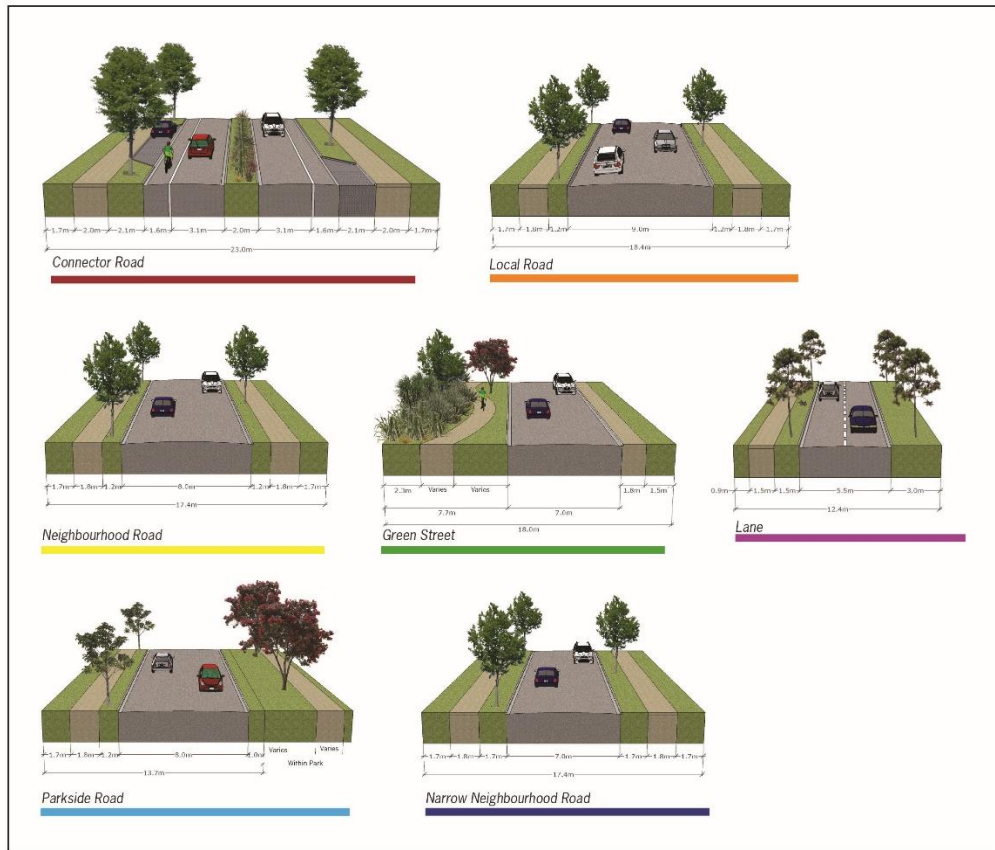 1.7m 2.0m 2.1m 1.6m 3.1m 2.0m 3.1m 1.6m 2.1m 2.0m 1.7m
23.0m
Connector Road
1.7m 1.8m 1.2m 9.0m 1.2m 1.8m 1.7m
18.4m
Local Road
1.7m 1.8m 1.2m 8.0m 1.2m 1.8m 1.7m
17.4m
Neighbourhood Road
2.3m Varies Varies 1.8m 1.5m
7.7m 7.0m
18.0m
Green Street
0.9m 1.5m 1.5m 5.5m 3.0m
12.4m
Lane
1.7m 1.8m 1.2m 8.0m 1.0m Varies Varies
Within Park
13.7m
Parkside Road
1.7m 1.8m 1.7m 7.0m 1.7m 1.8m 1.7m
17.4m
Narrow Neighbourhood Road